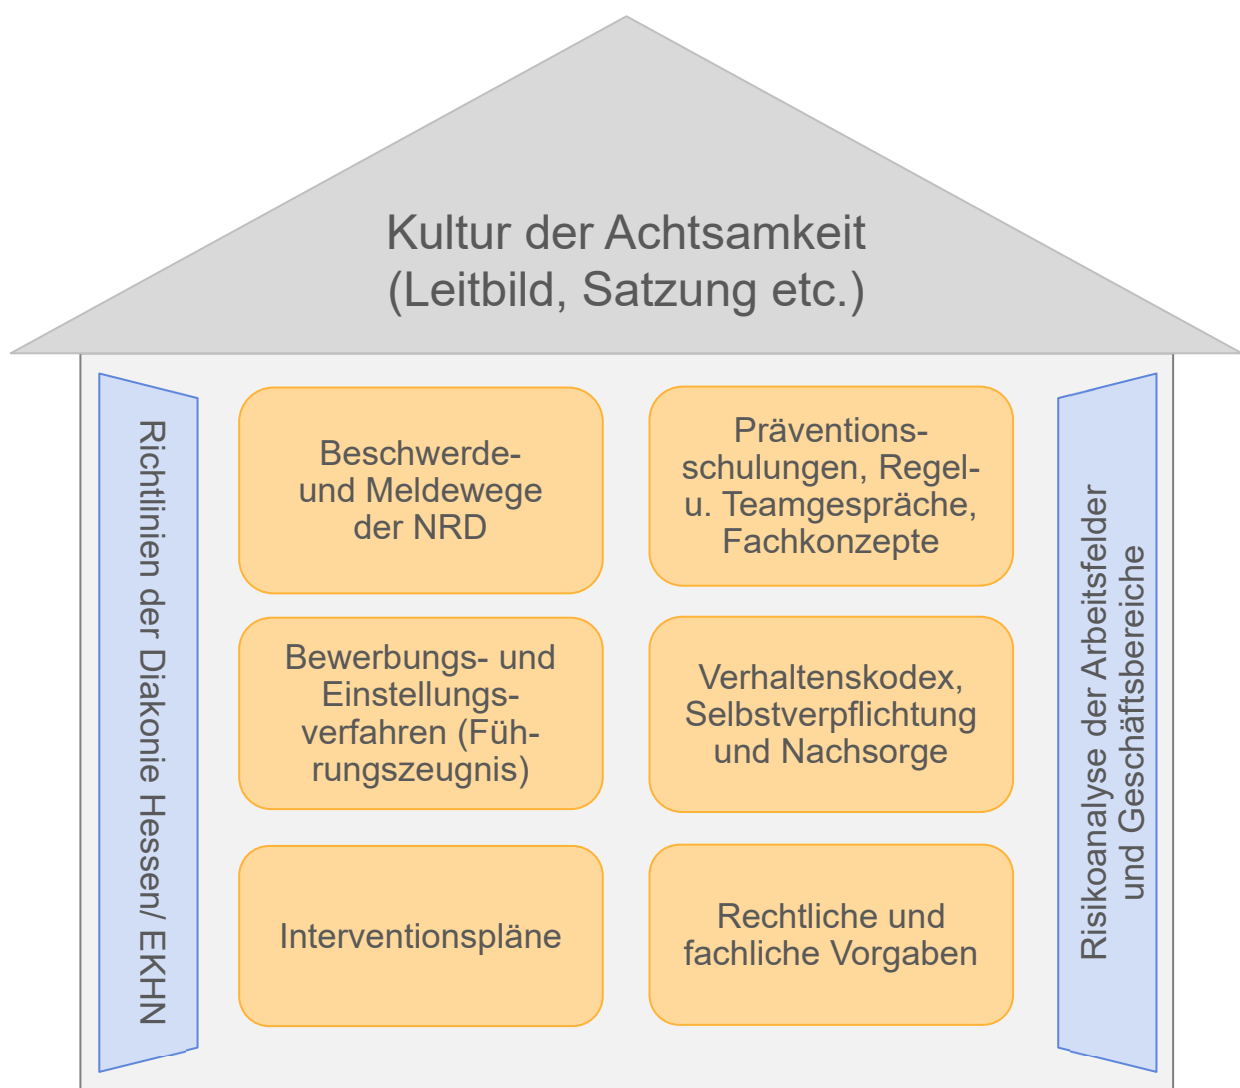 Kultur der Achtsamkeit
(Leitbild, Satzung etc.)
Richtlinien der Diakonie Hessen/ EKHN
Beschwerde-
und Meldewege
der NRD
Präventions-
schulungen, Regel-
u. Teamgespräche,
Fachkonzepte
Bewerbungs- und
Einstellungs-
verfahren (Füh-
rungszeugnis)
Verhaltenskodex,
Selbstverpflichtung
und Nachsorge
Interventionspläne
Rechtliche und
fachliche Vorgaben
Risikoanalyse der Arbeitsfelder
und Geschäftsbereiche